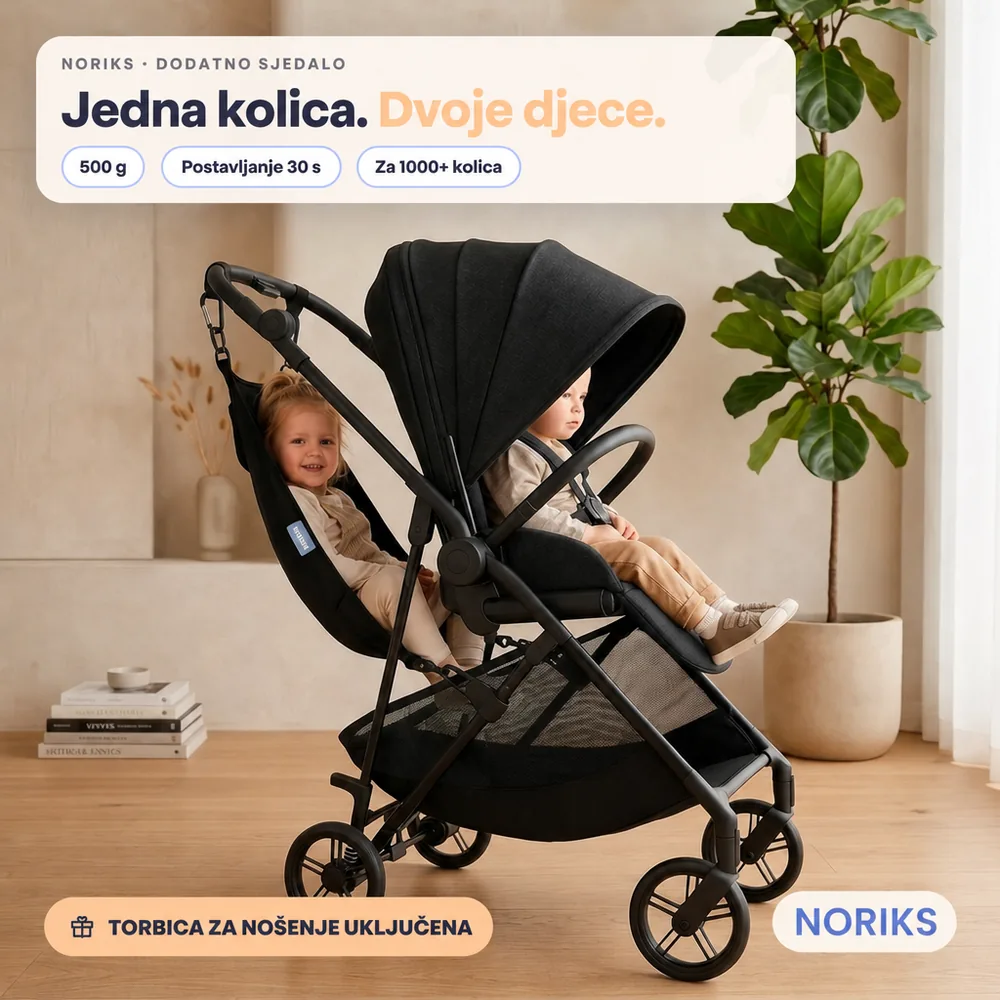 NORIKS · DODATNO SJEDALO
Jedna kolica. Dvoje djece.
500 g
Postavljanje 30 s
Za 1000+ kolica
TORBICA ZA NOŠENJE UKLJUČENA
NORIKS